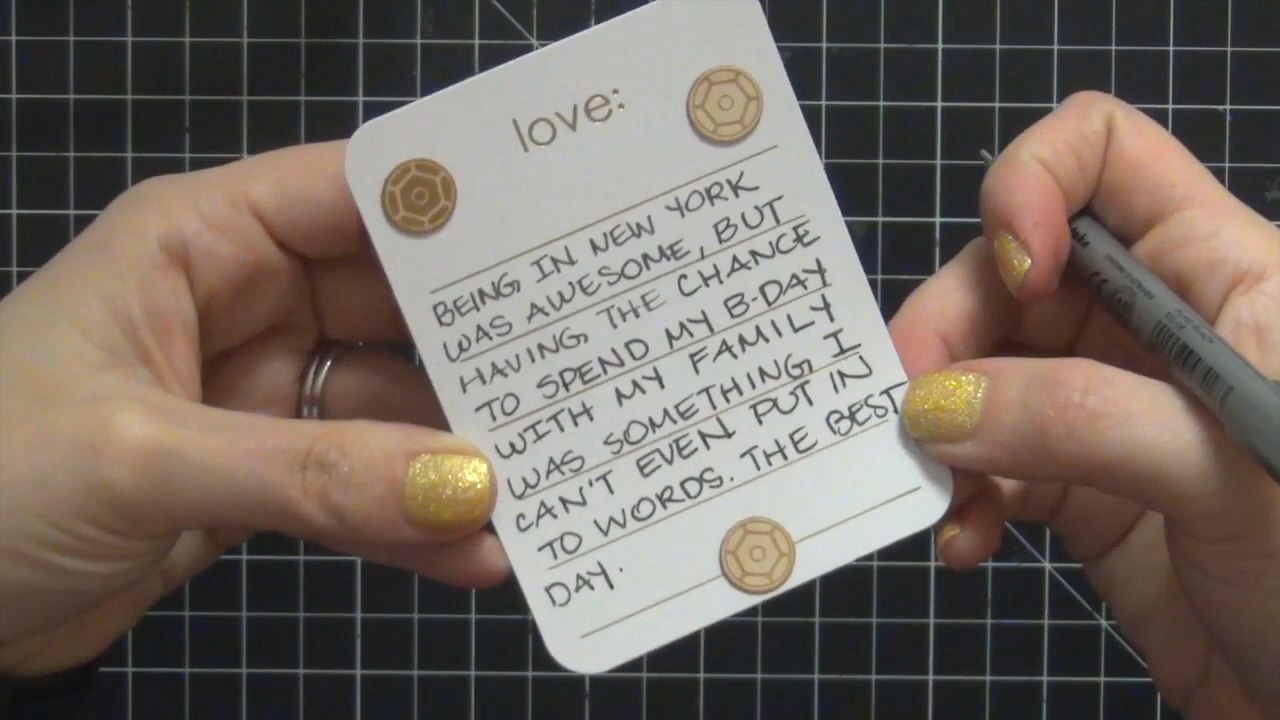 love:
BEING IN NEW YORK
WAS AWESOME, BUT
HAVING THE CHANCE
TO SPEND MY B-DAY
WITH MY FAMILY
WAS SOMETHING I
CAN'T EVEN PUT IN
TO WORDS. THE BEST
DAY.